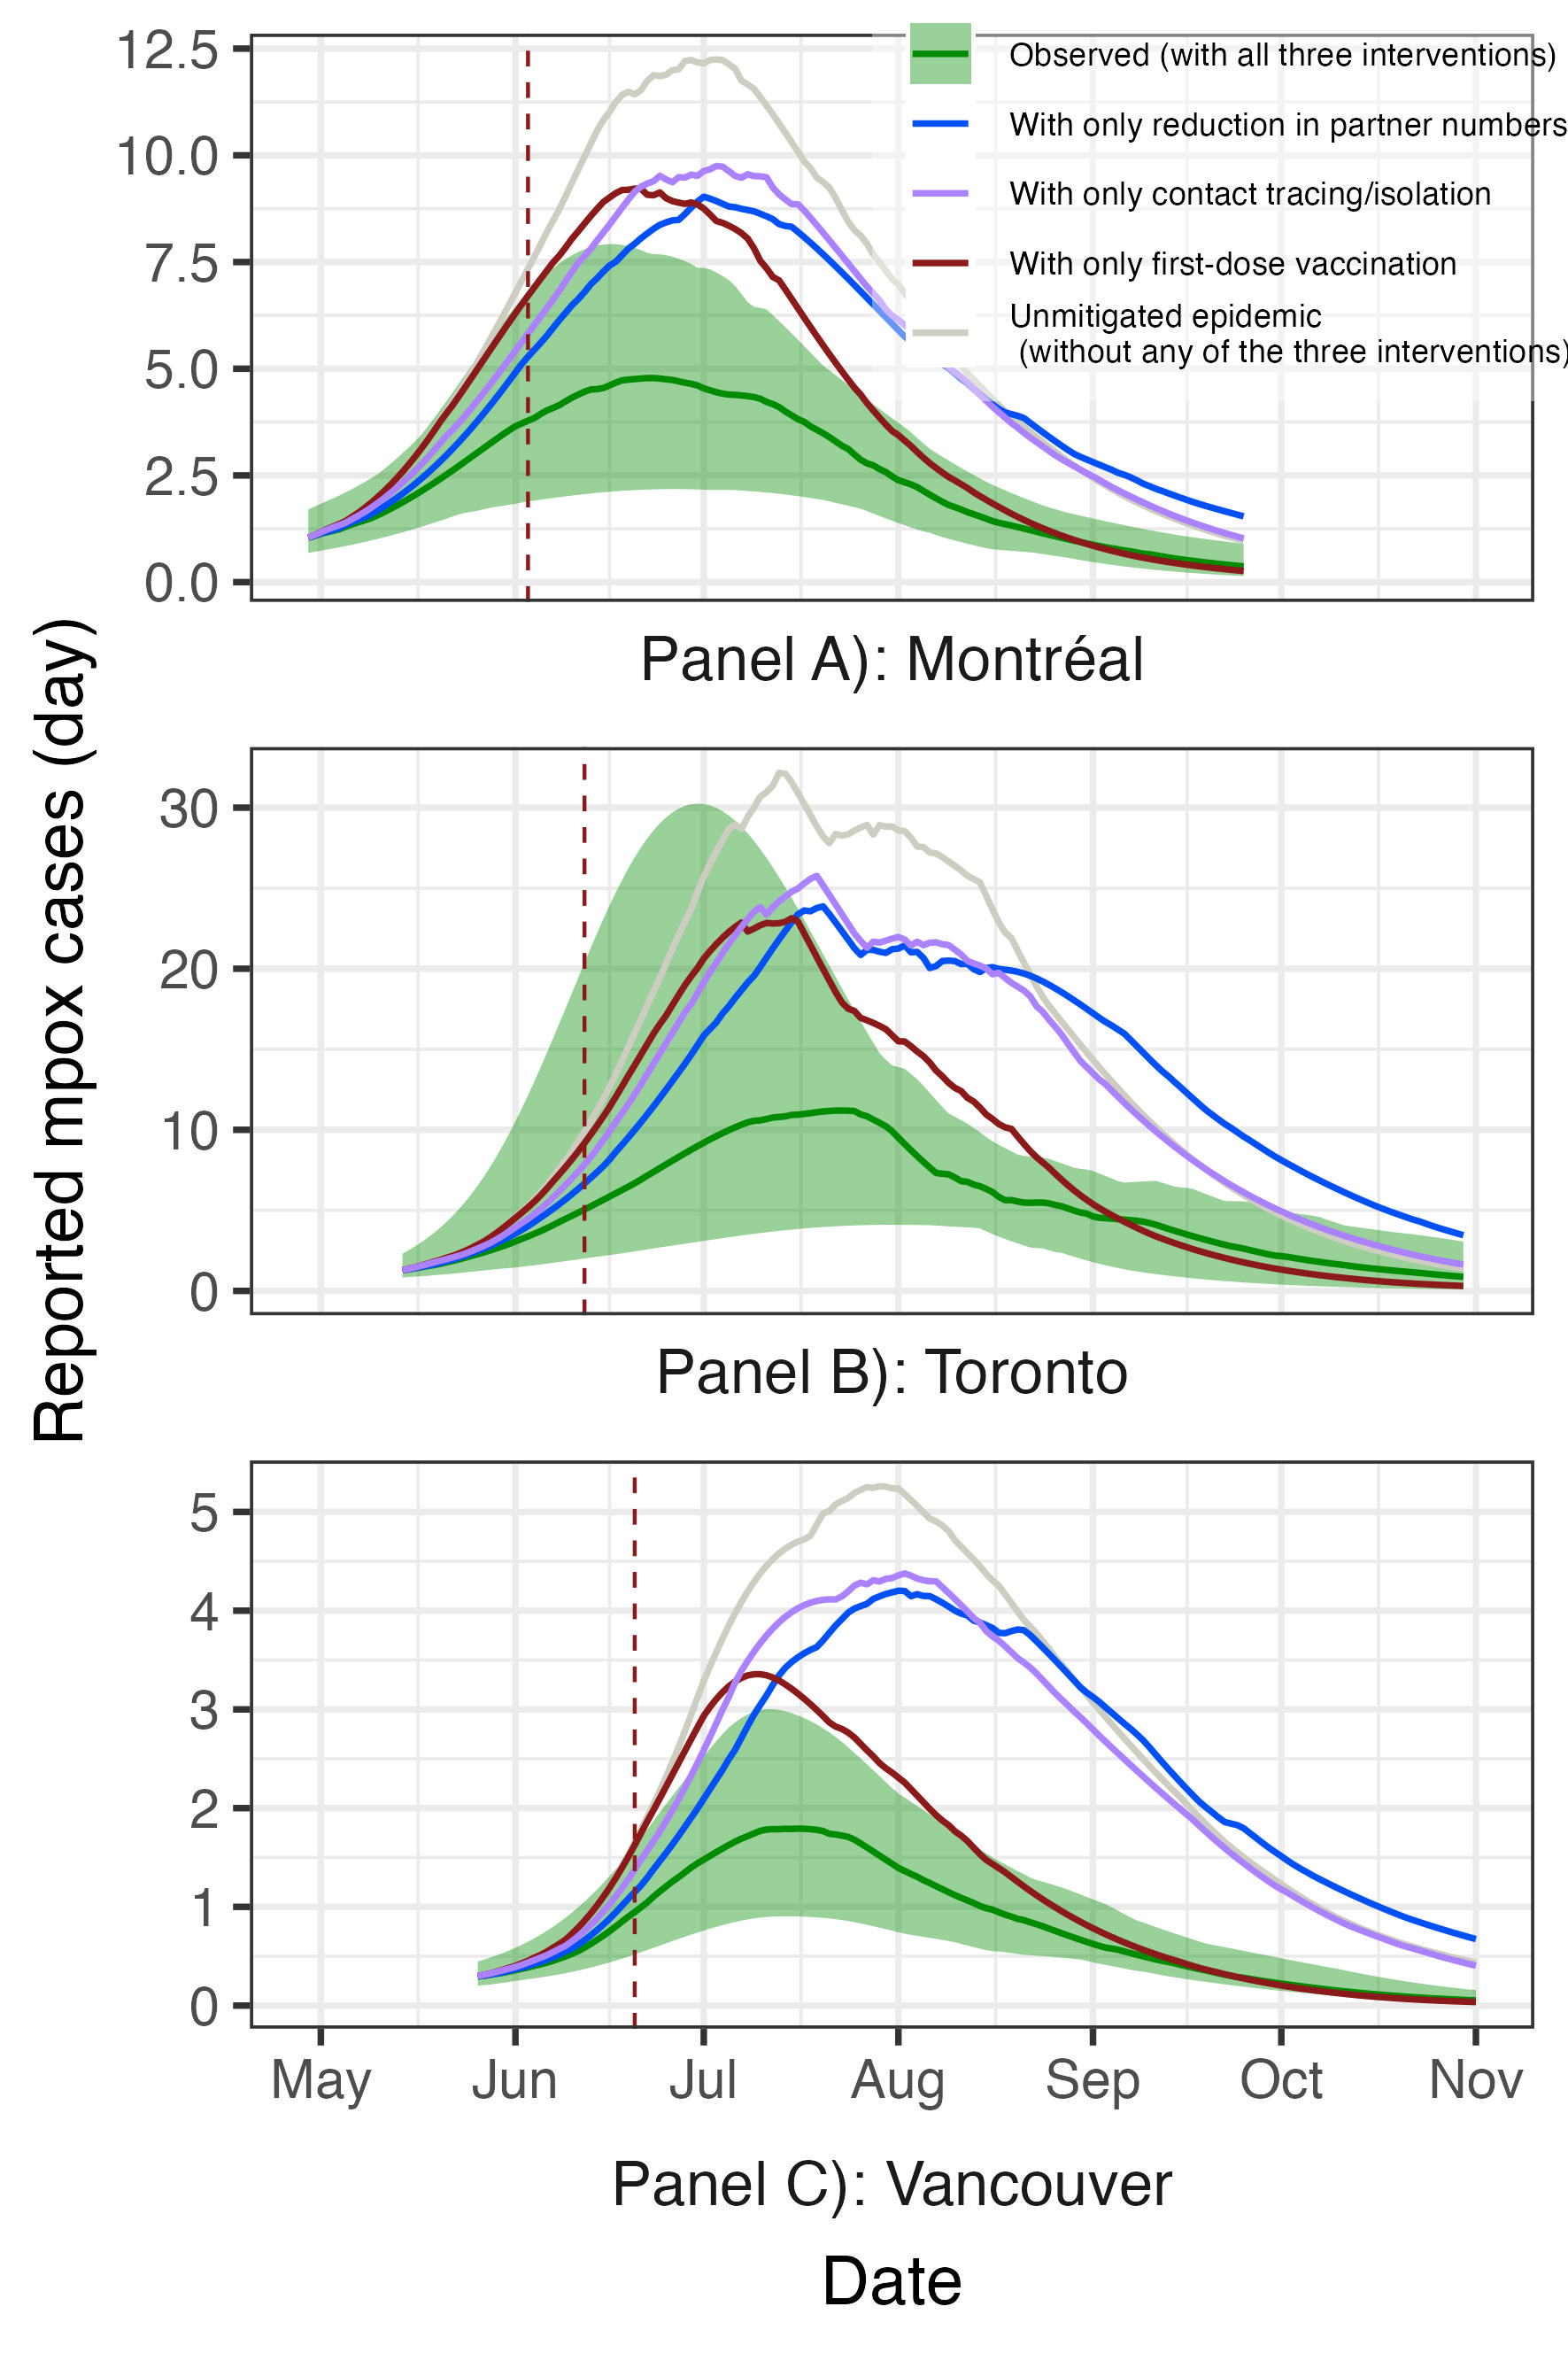 Reported mpox cases (day)
12.5
10.0
7.5
5.0
2.5
0.0
Observed (with all three interventions)
With only reduction in partner numbers
With only contact tracing/isolation
With only first-dose vaccination
Unmitigated epidemic
(without any of the three interventions)
Panel A): Montréal
30
20
10
0
Panel B): Toronto
5
4
3
2
1
0
May Jun Jul Aug Sep Oct Nov
Panel C): Vancouver
Date